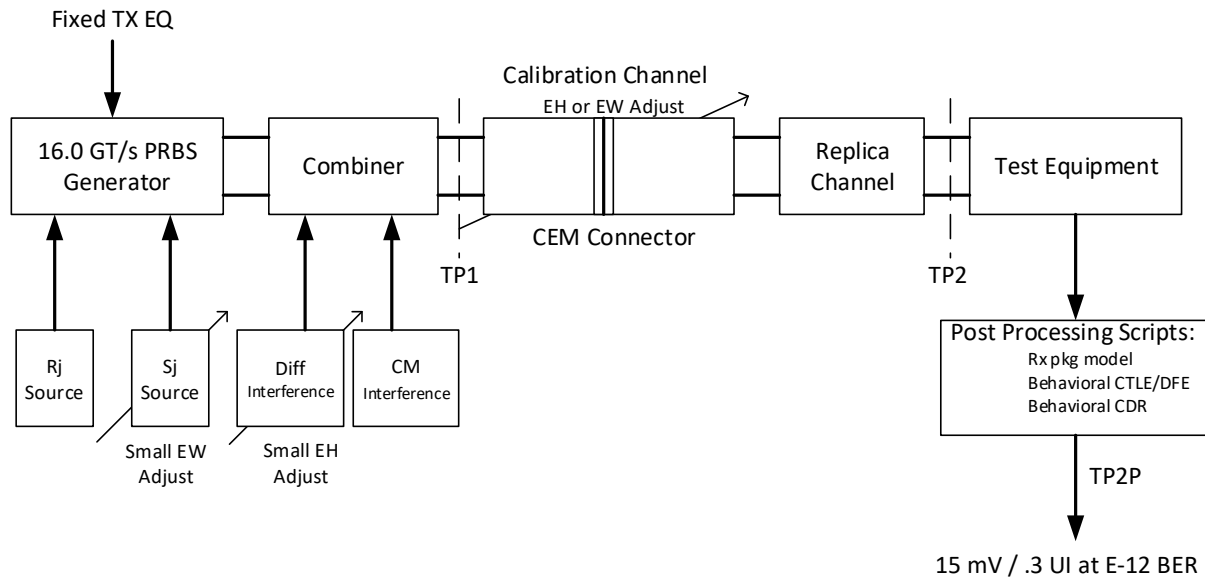 Fixed TX EQ
16.0 GT/s PRBS
Generator
Combiner
Calibration Channel
EH or EW Adjust
CEM Connector
Replica
Channel
Test Equipment
TP1
TP2
Rj
Source
Sj
Source
Diff
Interference
CM
Interference
Small EW
Adjust
Small EH
Adjust
Post Processing Scripts:
Rx pkg model
Behavioral CTLE/DFE
Behavioral CDR
TP2P
15 mV / .3 UI at E-12 BER